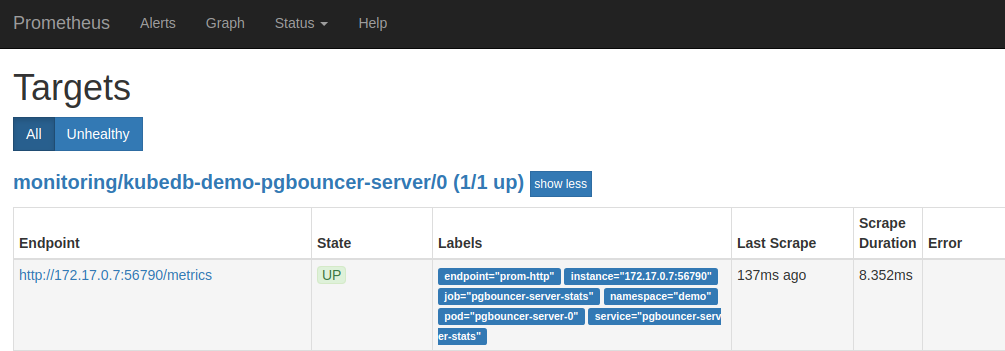 Prometheus Alerts Graph Status Help
Targets
All Unhealthy
monitoring/kubedb-demo-pgbouncer-server/0 (1/1 up) show less
Endpoint State Labels Last Scrape Scrape Duration Error
http://172.17.0.7:56790/metrics UP endpoint="prom-http" instance="172.17.0.7:56790" 137ms ago 8.352ms
job="pgbouncer-server-stats" namespace="demo"
pod="pgbouncer-server-0" service="pgbouncer-serv
er-stats"